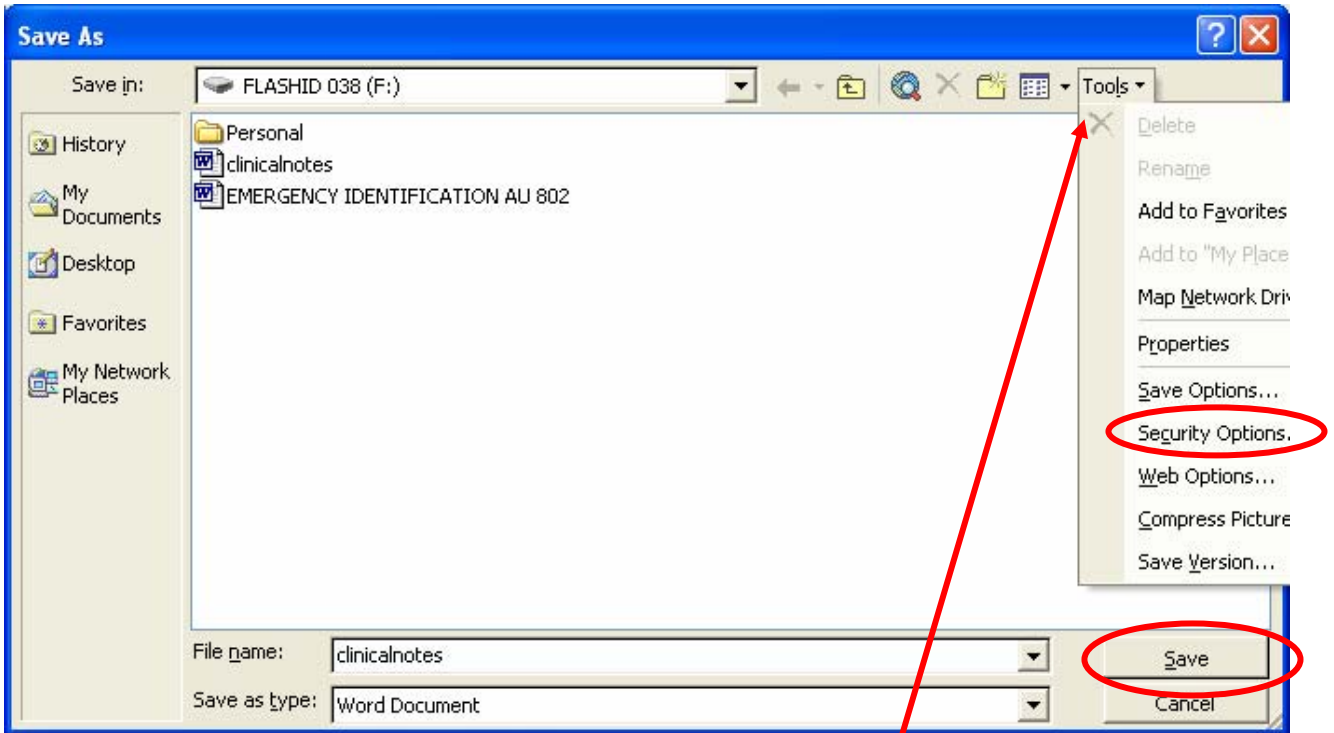 Save As
Save in:
FLASHID 038 (F:)
Tools
History
My
Documents
Desktop
Favorites
My Network
Places
Personal
clinicalnotes
EMERGENCY IDENTIFICATION AU 802
Delete
Rename
Add to Favorites
Add to "My Place
Map Network Driv
Properties
Save Options...
Security Options.
Web Options...
Compress Picture
Save Version...
File name:
clinicalnotes
Save
Save as type:
Word Document
Cancel